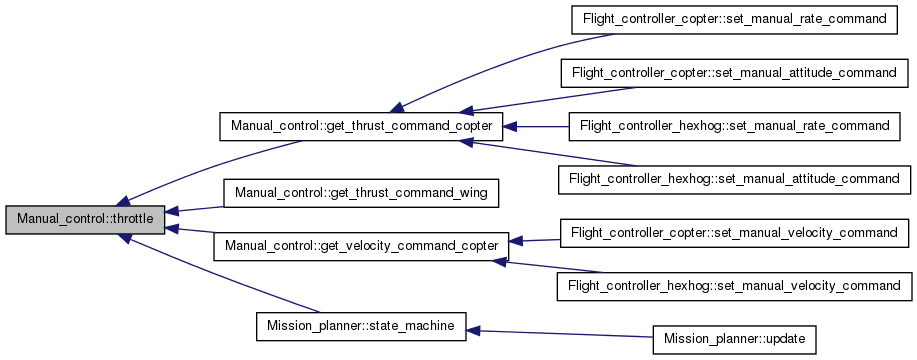 Flight_controller_copter::set_manual_rate_command
Flight_controller_copter::set_manual_attitude_command
Manual_control::get_thrust_command_copter
Flight_controller_hexhog::set_manual_rate_command
Flight_controller_hexhog::set_manual_attitude_command
Manual_control::get_thrust_command_wing
Manual_control::throttle
Flight_controller_copter::set_manual_velocity_command
Manual_control::get_velocity_command_copter
Flight_controller_hexhog::set_manual_velocity_command
Mission_planner::state_machine
Mission_planner::update